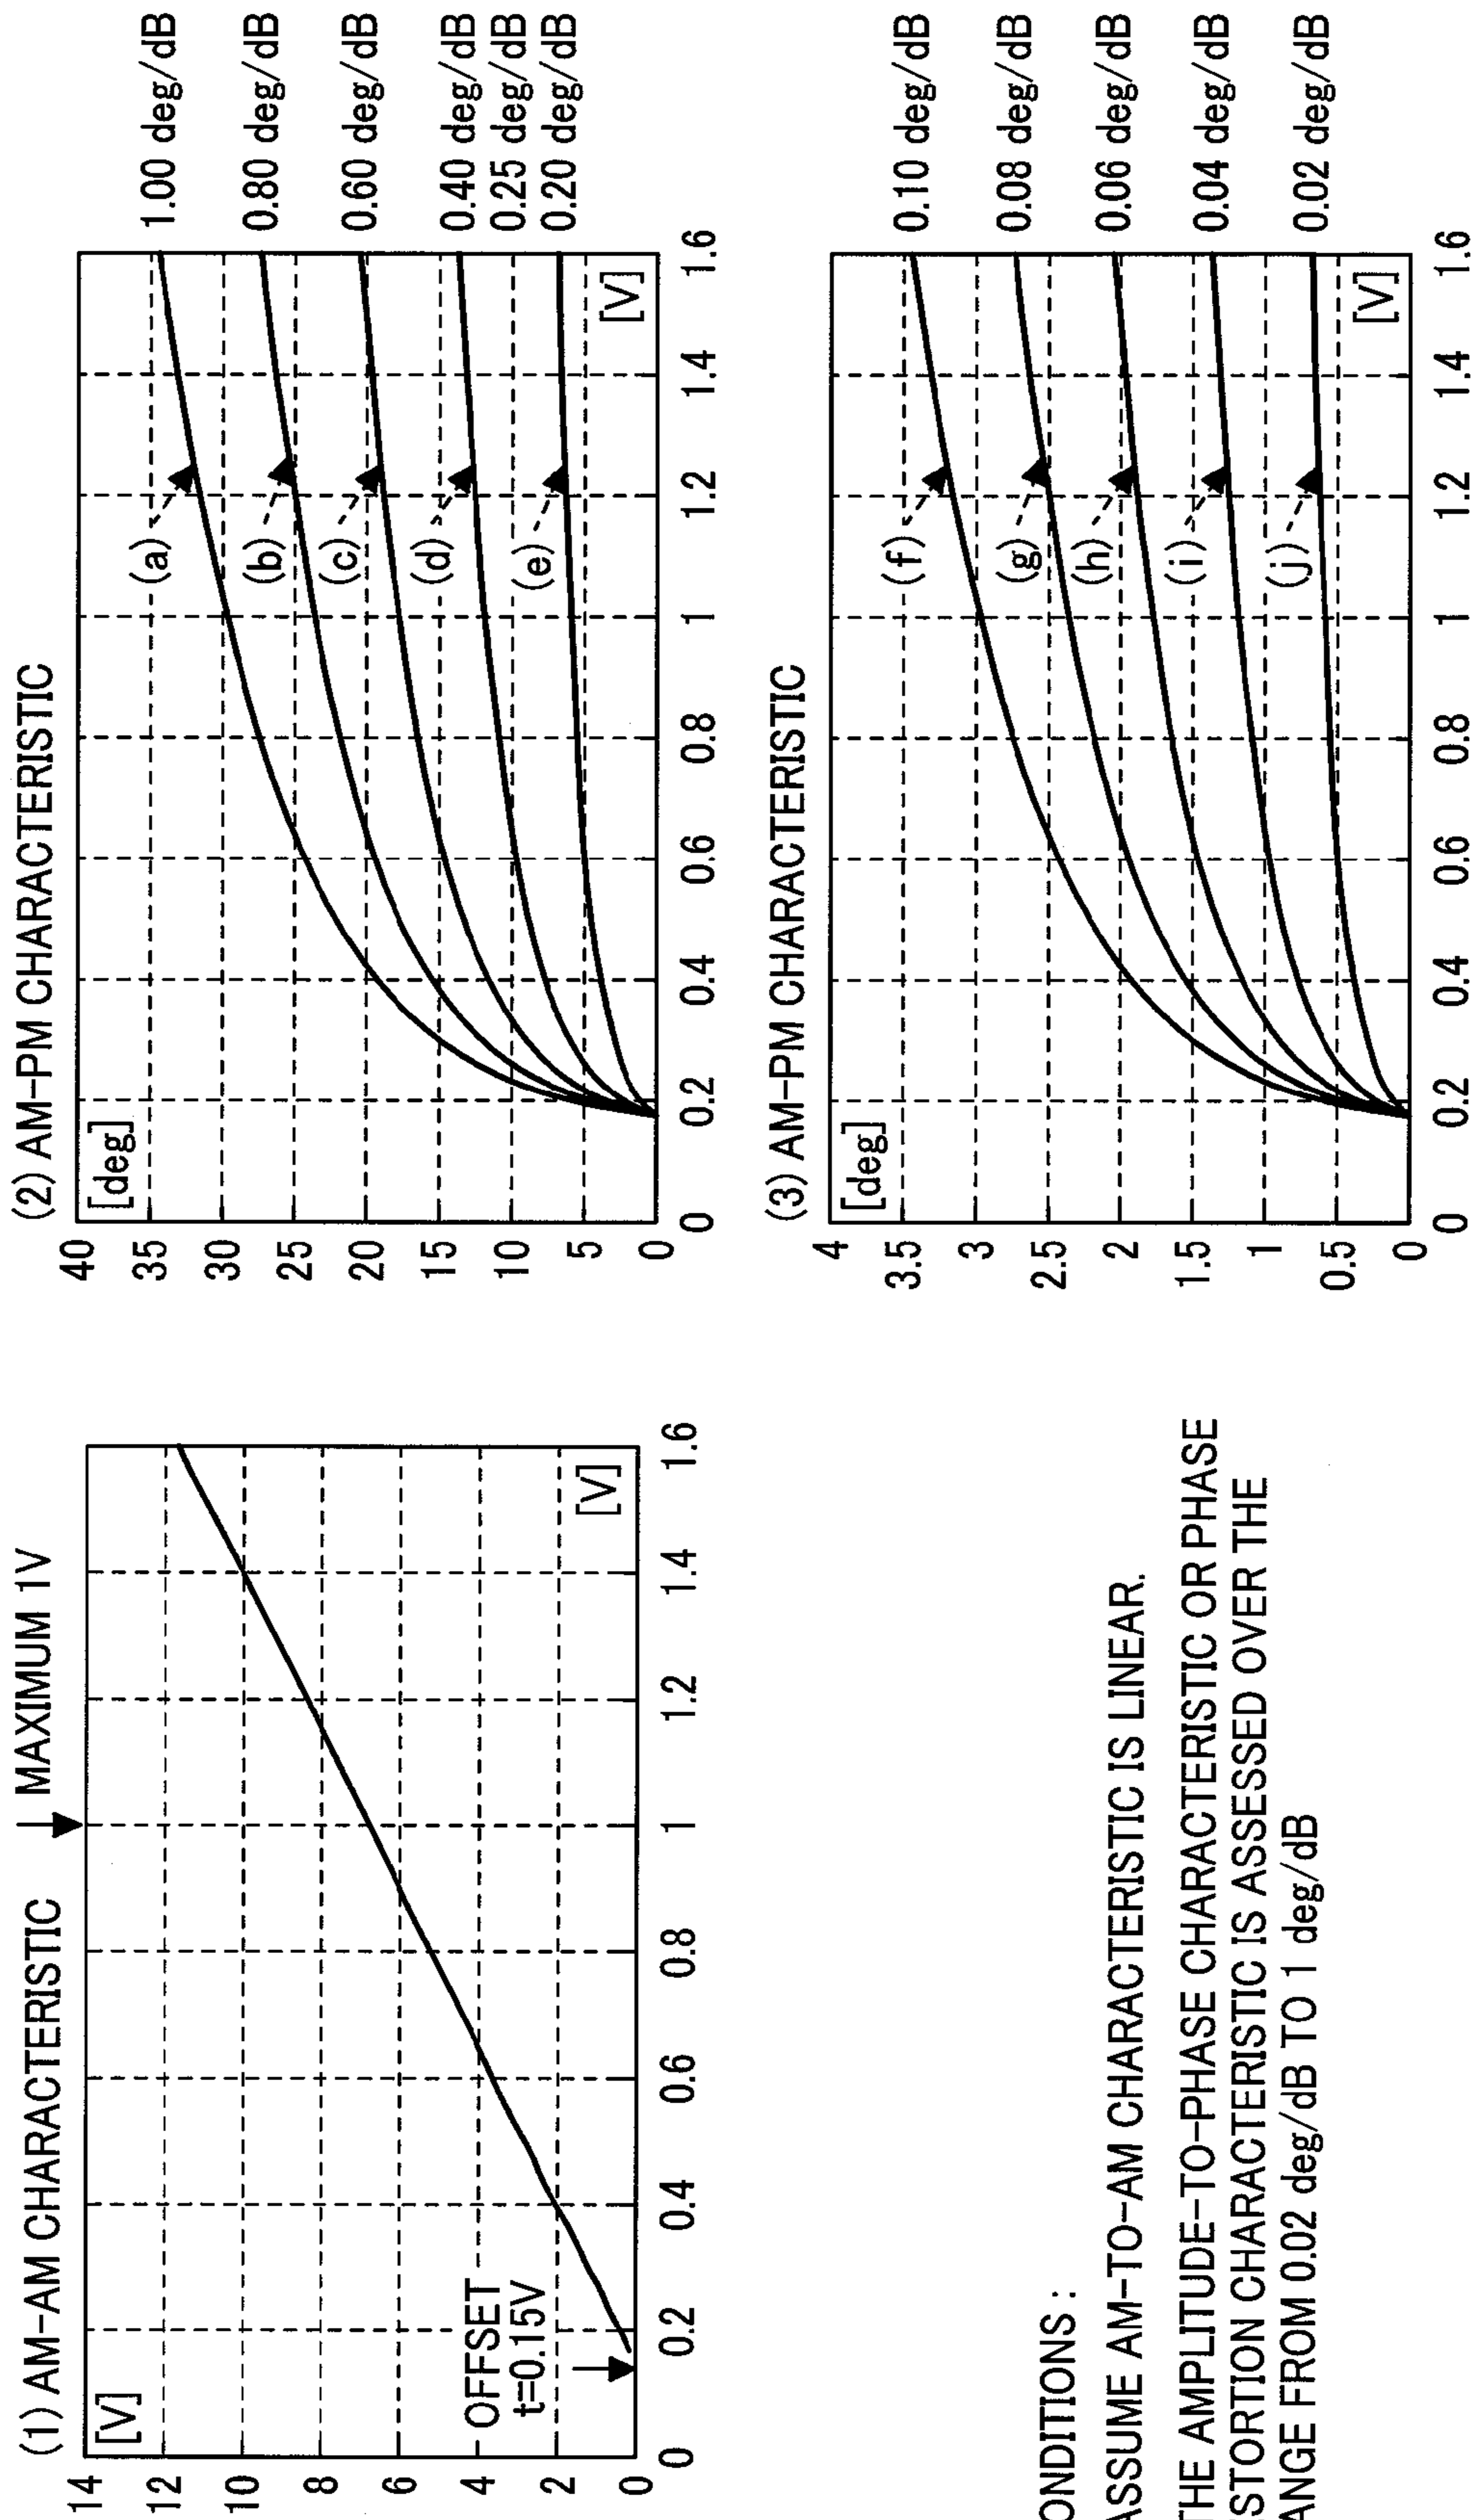 (1) AM-AM CHARACTERISTIC
MAXIMUM 1V
[V]
14
12
10
8
6
4
2
0
OFFSET
t=0.15V
[V]
0 0.2 0.4 0.6 0.8 1 1.2 1.4 1.6
(2) AM-PM CHARACTERISTIC
[deg]
40
35
30
25
20
15
10
5
0
(a)
(b)
(c)
(d)
(e)
1.00 deg/dB
0.80 deg/dB
0.60 deg/dB
0.40 deg/dB
0.25 deg/dB
0.20 deg/dB
[V]
0 0.2 0.4 0.6 0.8 1 1.2 1.4 1.6
(3) AM-PM CHARACTERISTIC
[deg]
4
3.5
3
2.5
2
1.5
1
0.5
0
(f)
(g)
(h)
(i)
(j)
0.10 deg/dB
0.08 deg/dB
0.06 deg/dB
0.04 deg/dB
0.02 deg/dB
[V]
0 0.2 0.4 0.6 0.8 1 1.2 1.4 1.6
ONDITIONS :
ASSUME AM-TO-AM CHARACTERISTIC IS LINEAR.
THE AMPLITUDE-TO-PHASE CHARACTERISTIC OR PHASE
STORTION CHARACTERISTIC IS ASSESSED OVER THE
ANGE FROM 0.02 deg/dB TO 1 deg/dB